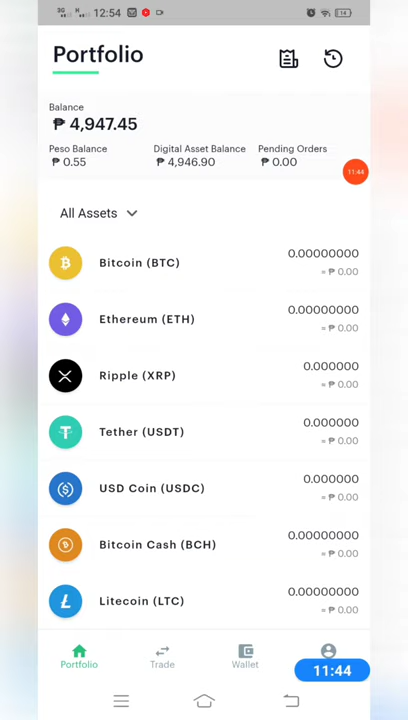 3G H 12:54 14
Portfolio
Balance
₱ 4,947.45
Peso Balance Digital Asset Balance Pending Orders
₱ 0.55 ₱ 4,946.90 ₱ 0.00
11:44
All Assets
Bitcoin (BTC) 0.00000000
≈ ₱ 0.00
Ethereum (ETH) 0.00000000
≈ ₱ 0.00
Ripple (XRP) 0.000000
≈ ₱ 0.00
Tether (USDT) 0.000000
≈ ₱ 0.00
USD Coin (USDC) 0.000000
≈ ₱ 0.00
Bitcoin Cash (BCH) 0.00000000
≈ ₱ 0.00
Litecoin (LTC) 0.00000000
≈ ₱ 0.00
Portfolio Trade Wallet
11:44